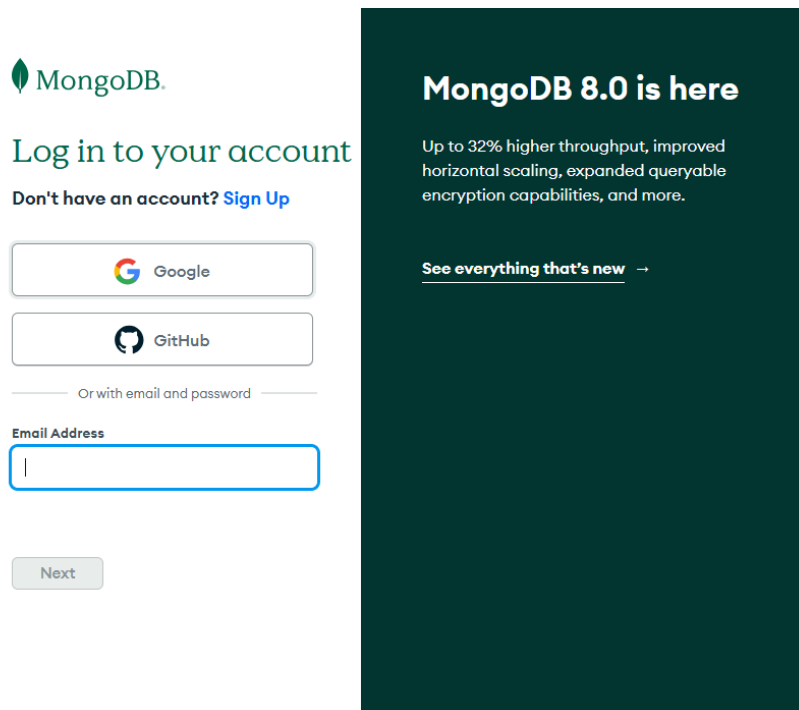 MongoDB.
Log in to your account
Don't have an account? Sign Up
Google
GitHub
Or with email and password
Email Address
Next
MongoDB 8.0 is here
Up to 32% higher throughput, improved
horizontal scaling, expanded queryable
encryption capabilities, and more.
See everything that's new →